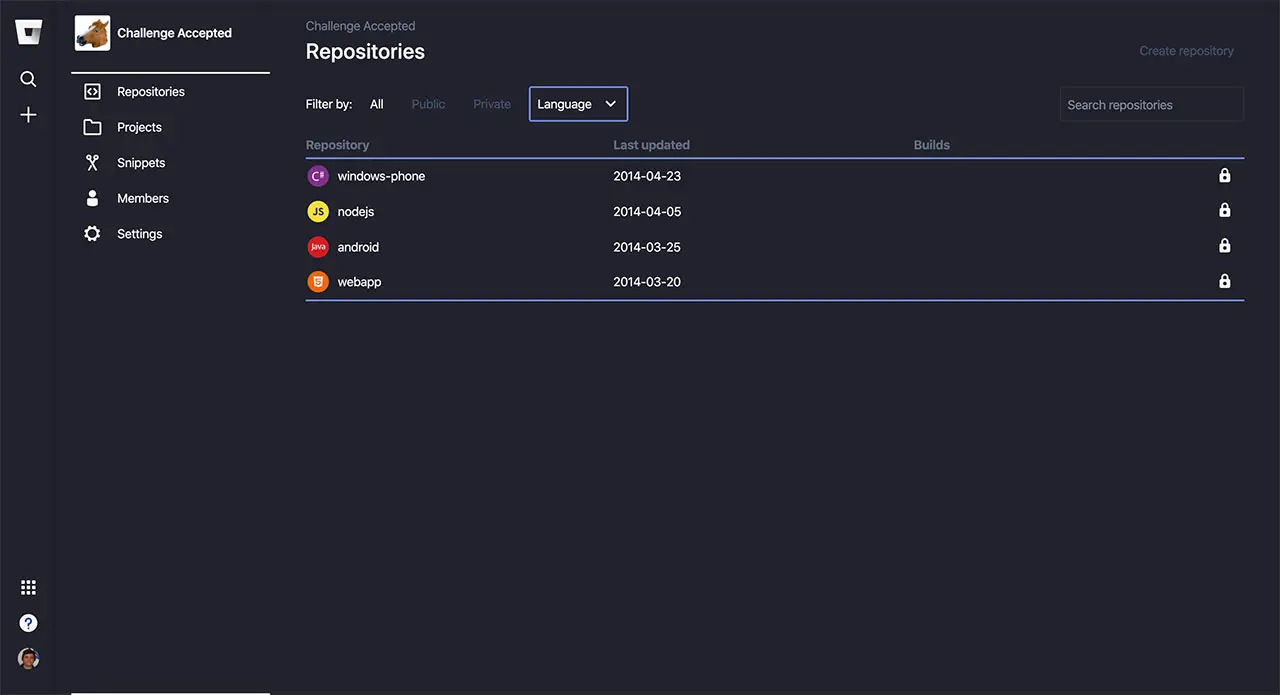 Challenge Accepted
Repositories
Projects
Snippets
Members
Settings
?
Challenge Accepted
Repositories
Create repository
Filter by: All Public Private Language
Search repositories
Repository Last updated Builds
C# windows-phone 2014-04-23
JS nodejs 2014-04-05
Java android 2014-03-25
5 webapp 2014-03-20